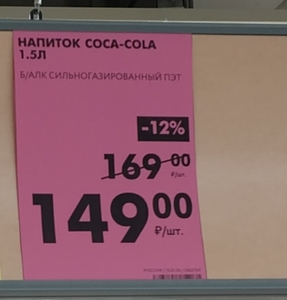 НАПИТОК COCA-COLA
1.5Л
Б/АЛК СИЛЬНОГАЗИРОВАННЫЙ ПЭТ
-12%
169 00
₽/шт.
149 00
₽/шт.